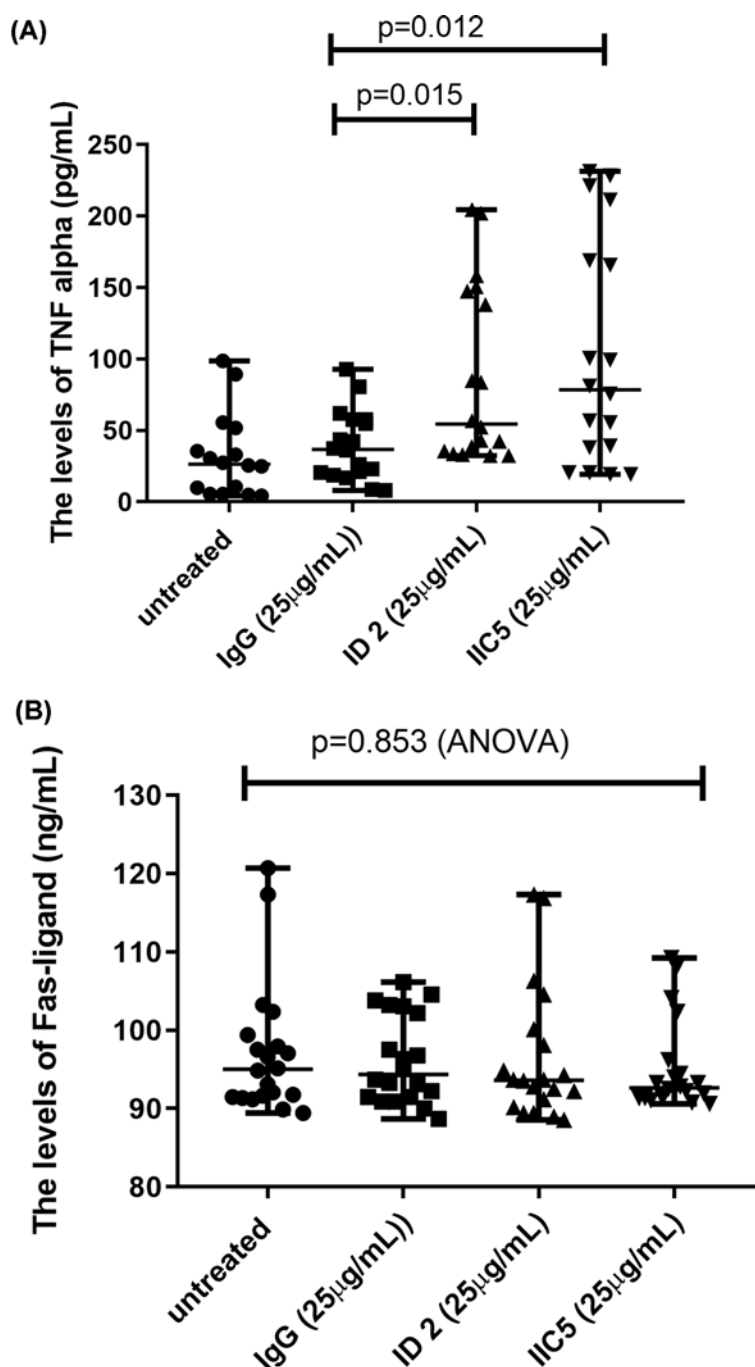 (A)
p=0.012
p=0.015
The levels of TNF alpha (pg/mL)
250
200
150
100
50
0
untreated
IgG (25µg/mL))
ID 2 (25µg/mL)
IIC5 (25µg/mL)
(B)
p=0.853 (ANOVA)
The levels of Fas-ligand (ng/mL)
130
120
110
100
90
80
untreated
IgG (25µg/mL))
ID 2 (25µg/mL)
IIC5 (25µg/mL)